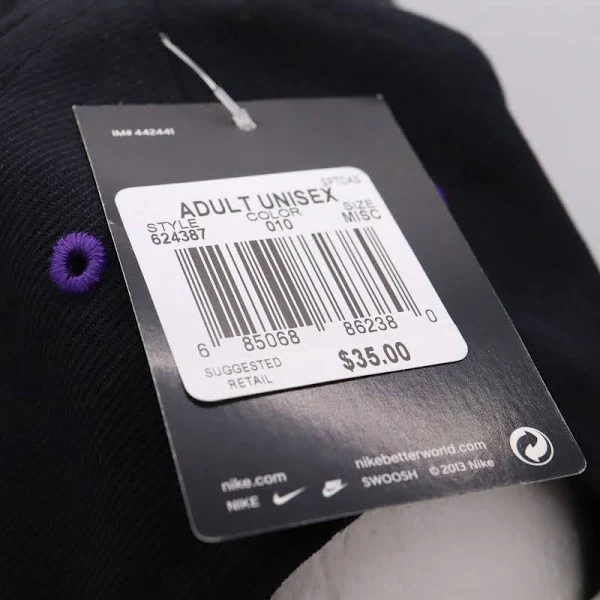 IM# 442441
SPTCAS
ADULT UNISEX
STYLE COLOR SIZE
624387 010 MISC
6 85068 86238 0
SUGGESTED RETAIL $35.00
nike.com nikebetterworld.com
NIKE SWOOSH ©2013 Nike